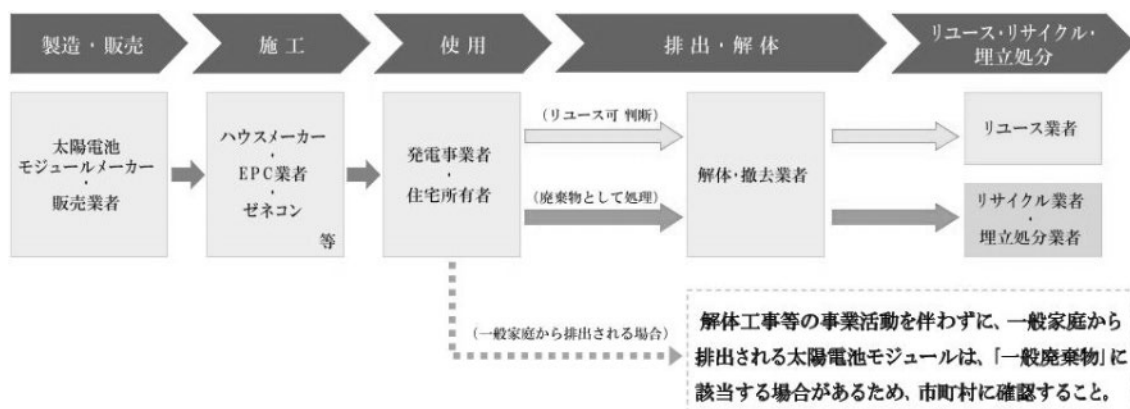 製造・販売
施工
使用
排出・解体
リユース・リサイクル・
埋立処分
太陽電池
モジュールメーカー
・
販売業者
ハウスメーカー
・
EPC業者
・
ゼネコン
等
発電事業者
・
住宅所有者
(リユース可 判断)
(廃棄物として処理)
解体・撤去業者
リユース業者
リサイクル業者
・
埋立処分業者
(一般家庭から排出される場合)
解体工事等の事業活動を伴わずに、一般家庭から
排出される太陽電池モジュールは、「一般廃棄物」に
該当する場合があるため、市町村に確認すること。